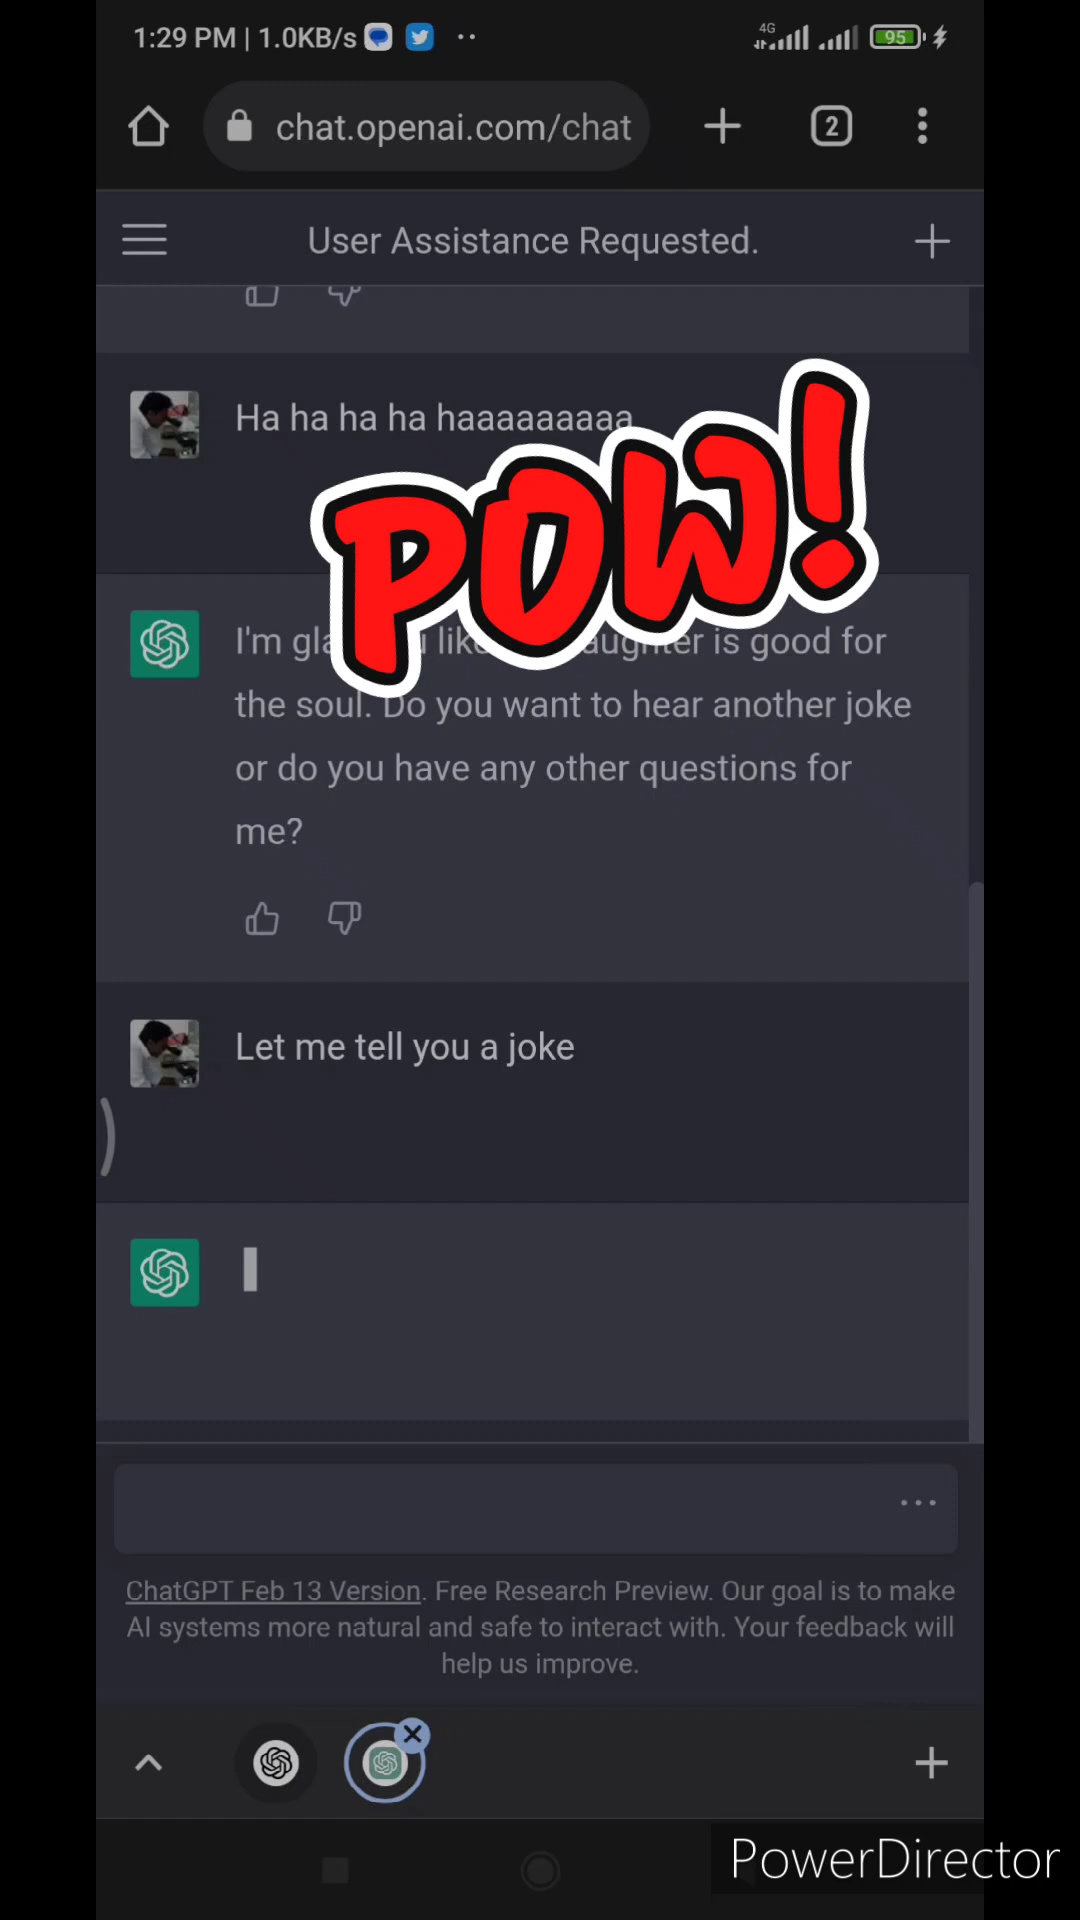 1:29 PM | 1.0KB/s
4G
95
chat.openai.com/chat
2
User Assistance Requested.
Ha ha ha ha haaaaaaaaa
POW!
I'm is good for
the soul. Do you want to hear another joke
or do you have any other questions for
me?
Let me tell you a joke
ChatGPT Feb 13 Version. Free Research Preview. Our goal is to make
AI systems more natural and safe to interact with. Your feedback will
help us improve.
PowerDirector